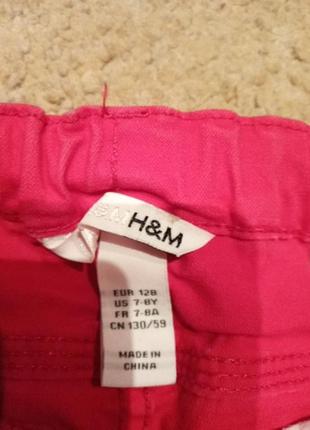 H&M
EUR 128
US 7-8Y
FR 7-8A
CN 130/59
MADE IN
CHINA